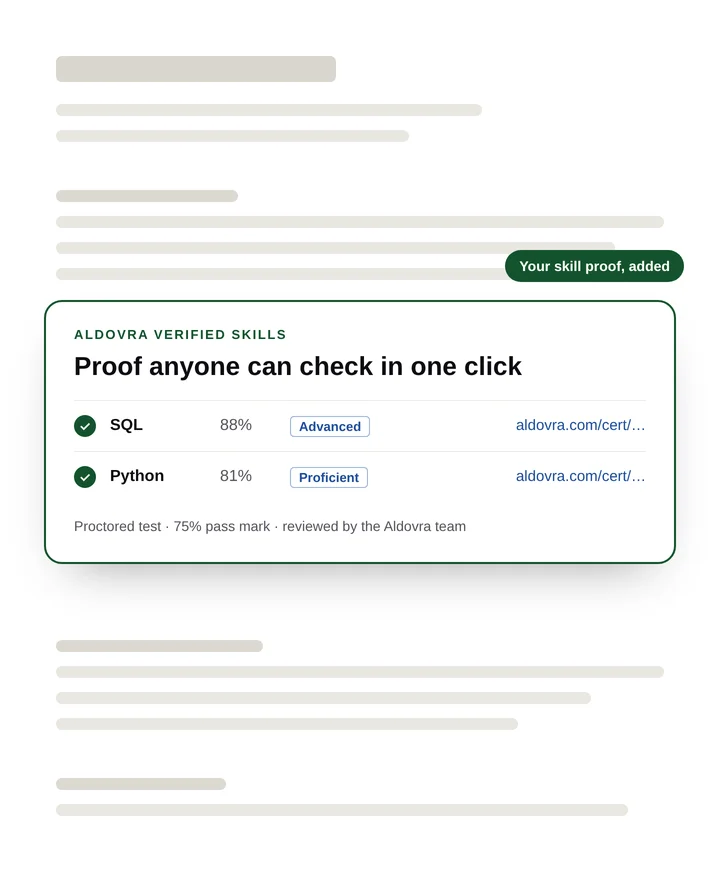 Your skill proof, added
ALDOVRA VERIFIED SKILLS
Proof anyone can check in one click
SQL 88% Advanced aldovra.com/cert/…
Python 81% Proficient aldovra.com/cert/…
Proctored test · 75% pass mark · reviewed by the Aldovra team